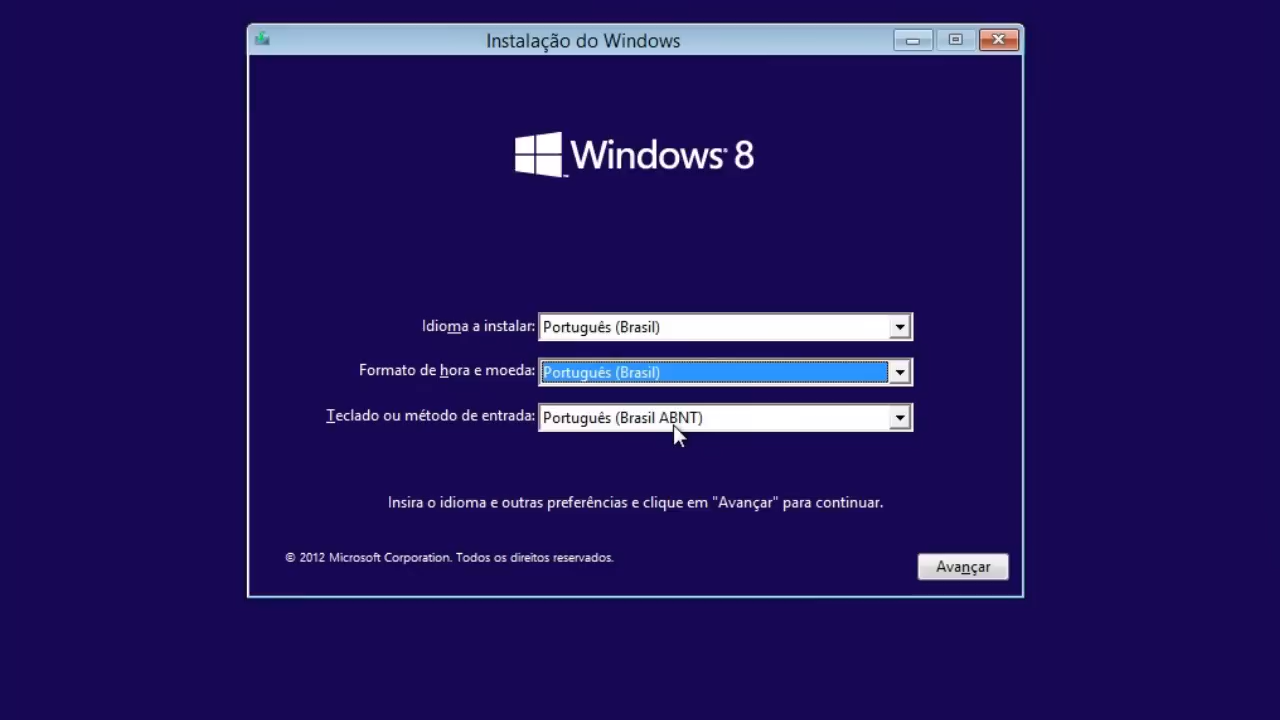 Instalação do Windows
Windows 8
Idioma a instalar: Português (Brasil)
Formato de hora e moeda: Português (Brasil)
Teclado ou método de entrada: Português (Brasil ABNT)
Insira o idioma e outras preferências e clique em "Avançar" para continuar.
© 2012 Microsoft Corporation. Todos os direitos reservados.
Avançar